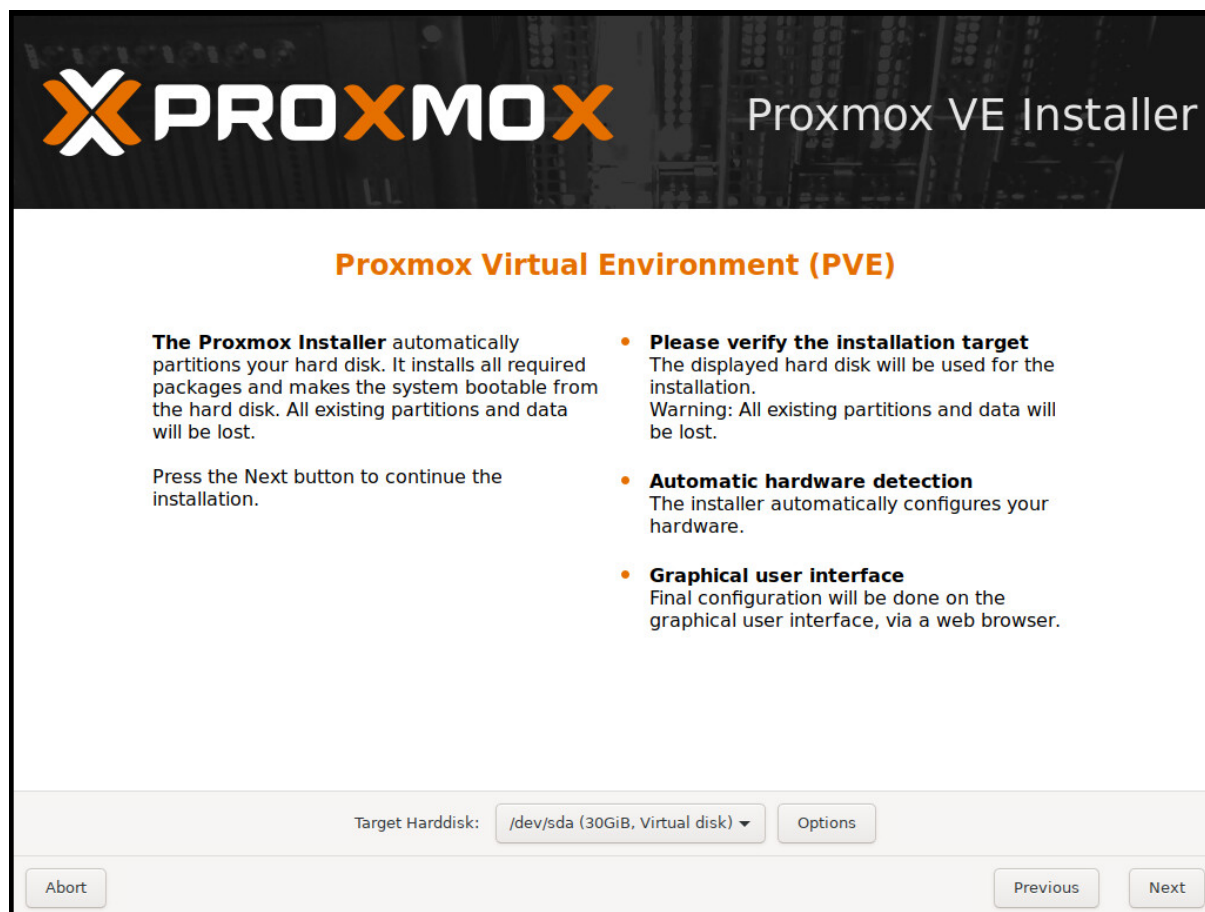 PROXMOX
Proxmox VE Installer
Proxmox Virtual Environment (PVE)
The Proxmox Installer automatically
partitions your hard disk. It installs all required
packages and makes the system bootable from
the hard disk. All existing partitions and data
will be lost.
Press the Next button to continue the
installation.
Please verify the installation target
The displayed hard disk will be used for the
installation.
Warning: All existing partitions and data will
be lost.
Automatic hardware detection
The installer automatically configures your
hardware.
Graphical user interface
Final configuration will be done on the
graphical user interface, via a web browser.
Target Harddisk: /dev/sda (30GiB, Virtual disk) Options
Abort Previous Next